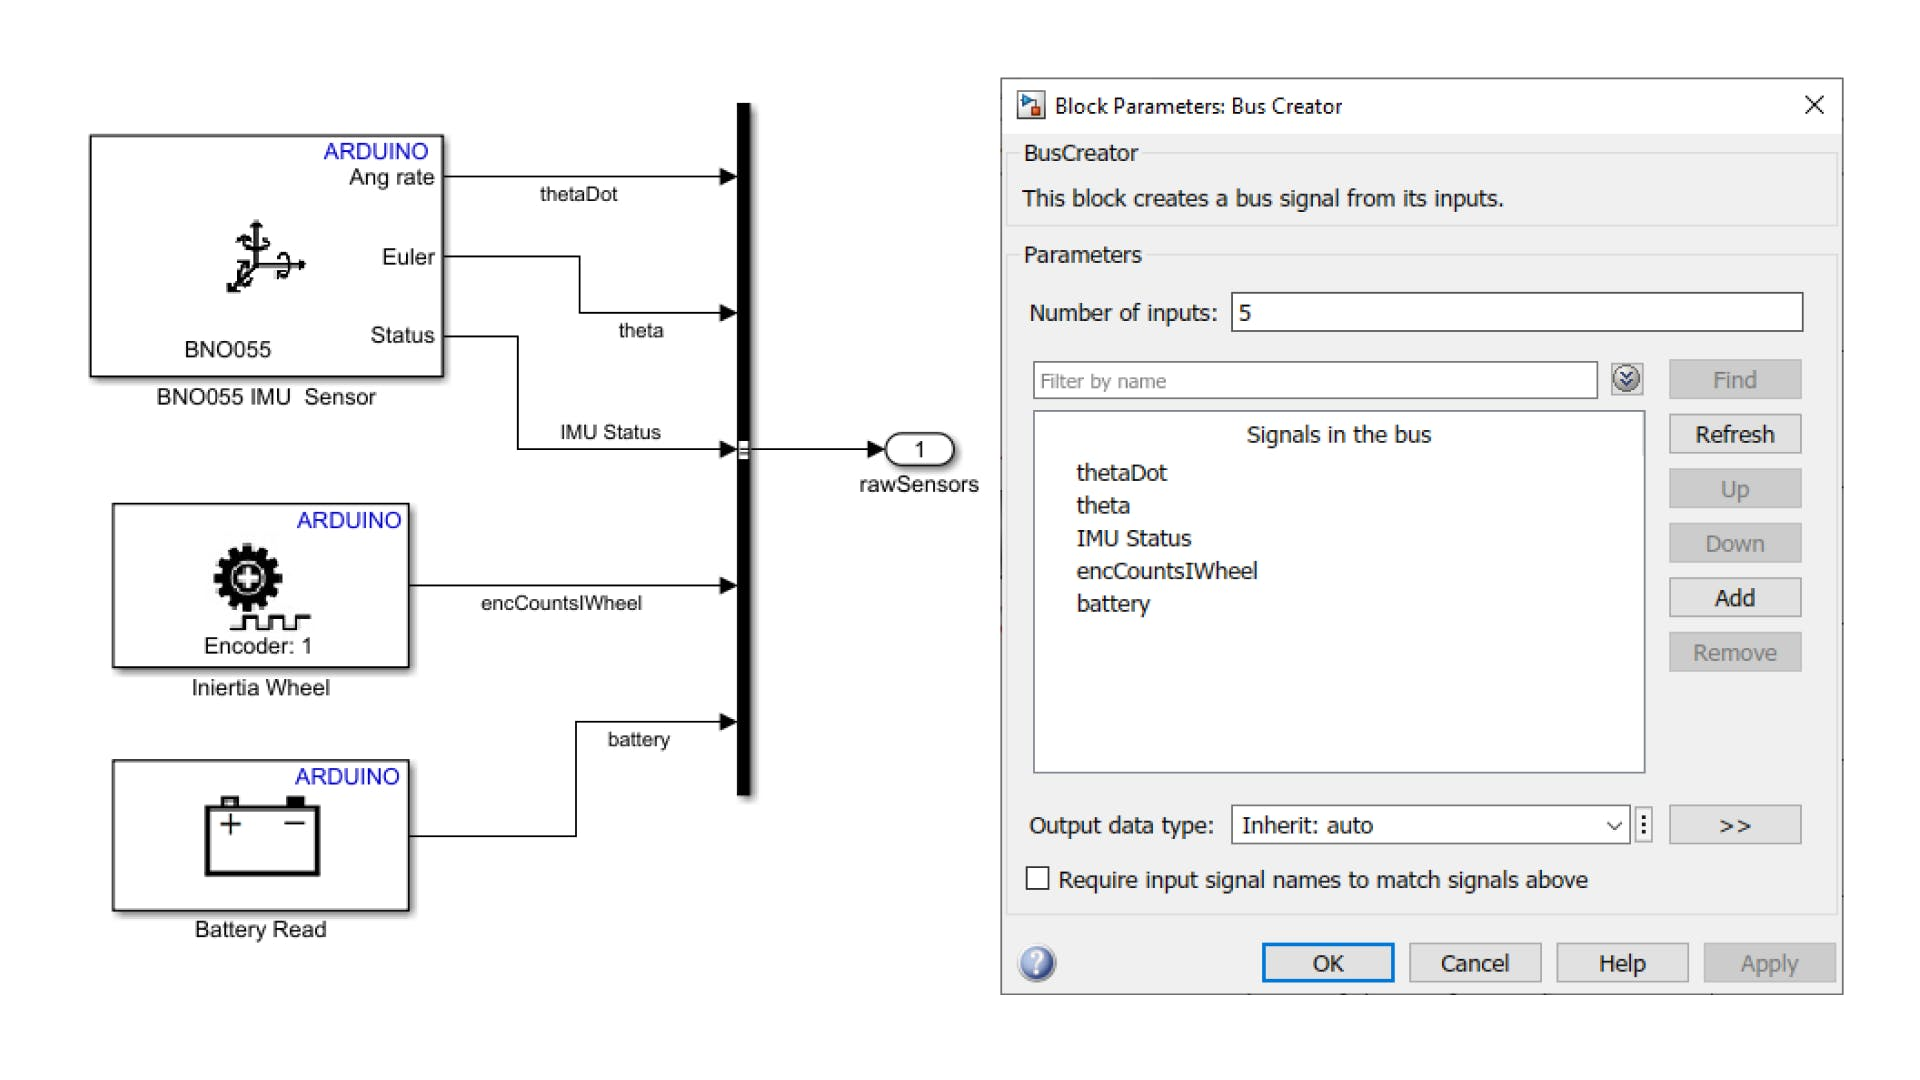 ARDUINO
Ang rate
thetaDot
Euler
theta
Status
BNO055
BNO055 IMU  Sensor
IMU Status
1
rawSensors
ARDUINO
encCountsIWheel
Encoder: 1
Iniertia Wheel
battery
ARDUINO
+ −
Battery Read
Block Parameters: Bus Creator
BusCreator
This block creates a bus signal from its inputs.
Parameters
Number of inputs: 5
Filter by name
Find
Signals in the bus
Refresh
thetaDot
theta
Up
IMU Status
Down
encCountsIWheel
battery
Add
Remove
Output data type: Inherit: auto
>>
Require input signal names to match signals above
?
OK
Cancel
Help
Apply